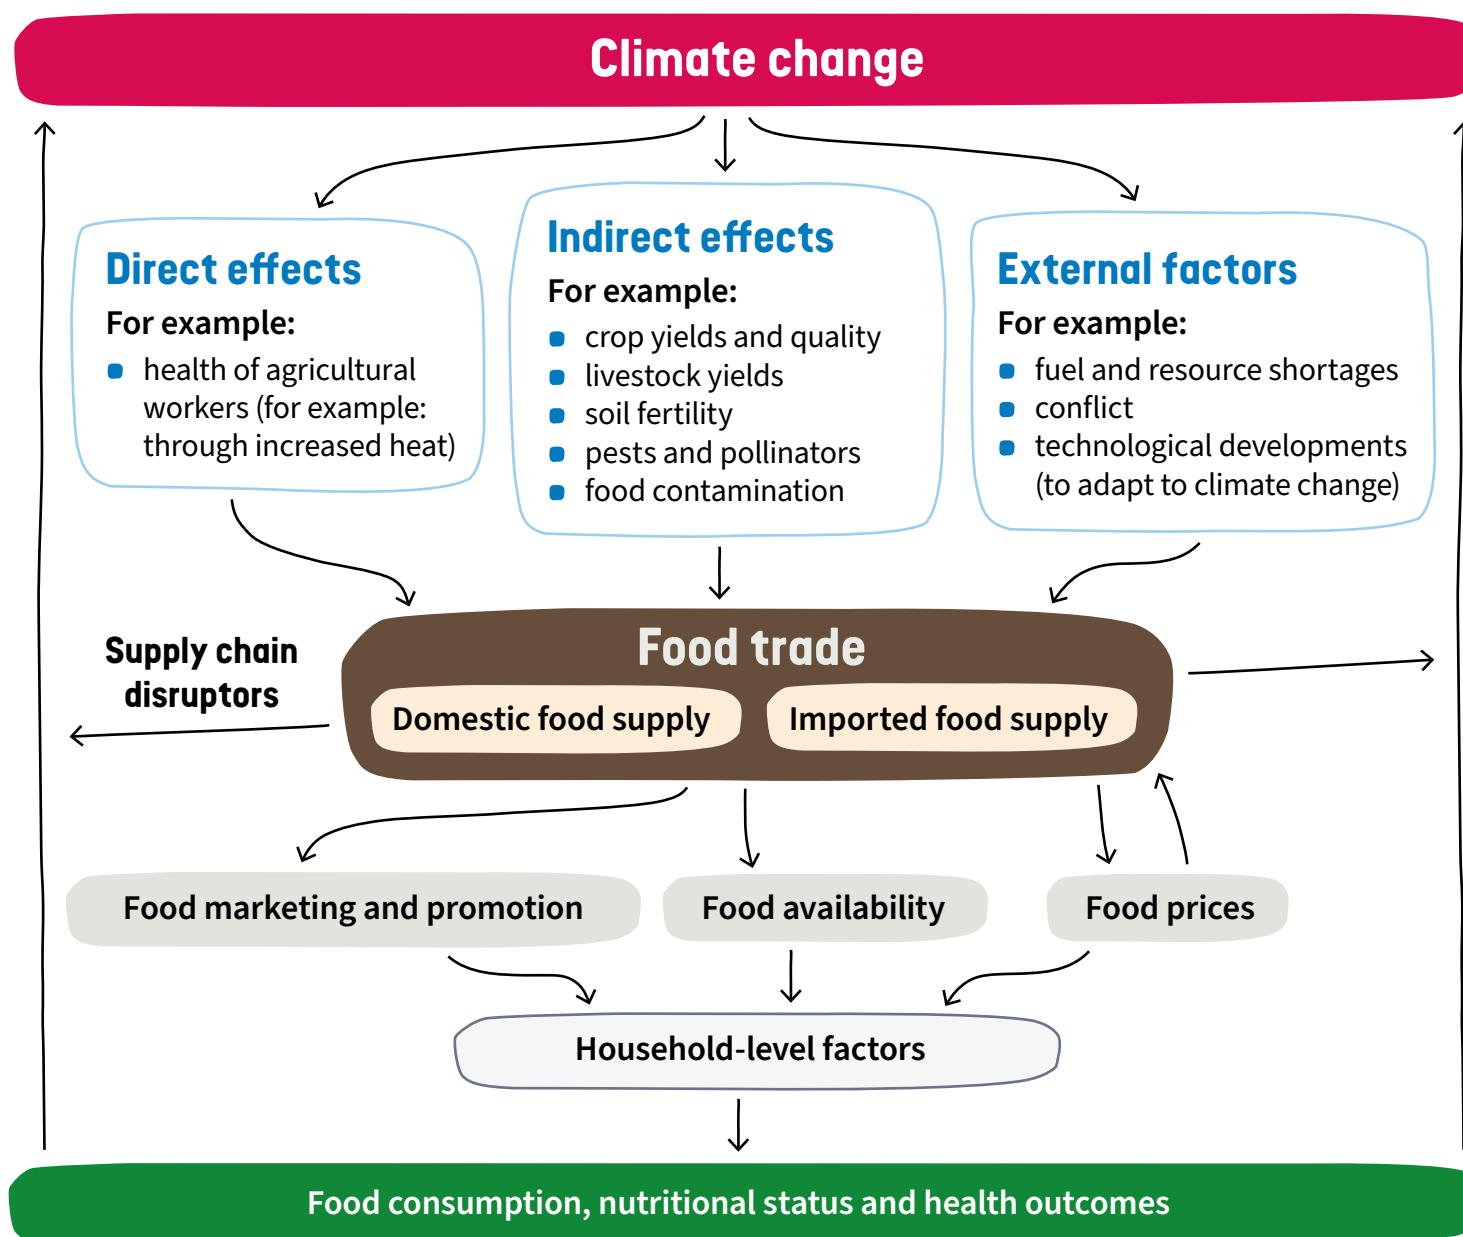 Climate change
Direct effects
For example:
health of agricultural
workers (for example:
through increased heat)
Indirect effects
For example:
crop yields and quality
livestock yields
soil fertility
pests and pollinators
food contamination
External factors
For example:
fuel and resource shortages
conflict
technological developments
(to adapt to climate change)
Supply chain
disruptors
Food trade
Domestic food supply
Imported food supply
Food marketing and promotion
Food availability
Food prices
Household-level factors
Food consumption, nutritional status and health outcomes